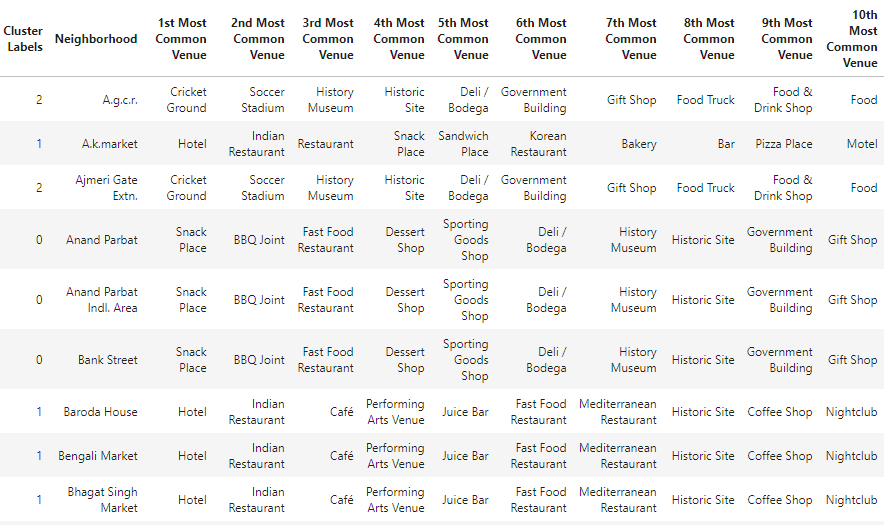 Cluster Labels Neighborhood 1st Most Common Venue 2nd Most Common Venue 3rd Most Common Venue 4th Most Common Venue 5th Most Common Venue 6th Most Common Venue 7th Most Common Venue 8th Most Common Venue 9th Most Common Venue 10th Most Common Venue
2 A.g.c.r. Cricket Ground Soccer Stadium History Museum Historic Site Deli / Bodega Government Building Gift Shop Food Truck Food & Drink Shop Food
1 A.k.market Hotel Indian Restaurant Restaurant Snack Place Sandwich Place Korean Restaurant Bakery Bar Pizza Place Motel
2 Ajmeri Gate Extn. Cricket Ground Soccer Stadium History Museum Historic Site Deli / Bodega Government Building Gift Shop Food Truck Food & Drink Shop Food
0 Anand Parbat Snack Place BBQ Joint Fast Food Restaurant Dessert Shop Sporting Goods Shop Deli / Bodega History Museum Historic Site Government Building Gift Shop
0 Anand Parbat Indl. Area Snack Place BBQ Joint Fast Food Restaurant Dessert Shop Sporting Goods Shop Deli / Bodega History Museum Historic Site Government Building Gift Shop
0 Bank Street Snack Place BBQ Joint Fast Food Restaurant Dessert Shop Sporting Goods Shop Deli / Bodega History Museum Historic Site Government Building Gift Shop
1 Baroda House Hotel Indian Restaurant Café Performing Arts Venue Juice Bar Fast Food Restaurant Mediterranean Restaurant Historic Site Coffee Shop Nightclub
1 Bengali Market Hotel Indian Restaurant Café Performing Arts Venue Juice Bar Fast Food Restaurant Mediterranean Restaurant Historic Site Coffee Shop Nightclub
1 Bhagat Singh Market Hotel Indian Restaurant Café Performing Arts Venue Juice Bar Fast Food Restaurant Mediterranean Restaurant Historic Site Coffee Shop Nightclub